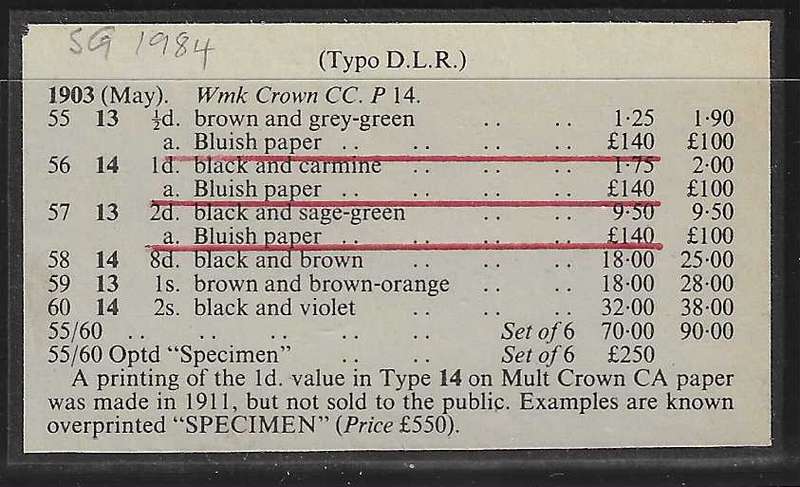 SG 1984
(Typo D.L.R.)
1903 (May). Wmk Crown CC. P 14.
55 13 ½d. brown and grey-green .. .. 1·25 1·90
a. Bluish paper .. .. .. .. £140 £100
56 14 1d. black and carmine .. .. 1·75 2·00
a. Bluish paper .. .. .. .. £140 £100
57 13 2d. black and sage-green .. .. 9·50 9·50
a. Bluish paper .. .. .. .. £140 £100
58 14 8d. black and brown .. .. .. 18·00 25·00
59 13 1s. brown and brown-orange .. .. 18·00 28·00
60 14 2s. black and violet .. .. .. 32·00 38·00
55/60 .. .. .. .. .. Set of 6 70·00 90·00
55/60 Optd “Specimen” .. .. Set of 6 £250
A printing of the 1d. value in Type 14 on Mult Crown CA paper
was made in 1911, but not sold to the public. Examples are known
overprinted “SPECIMEN” (Price £550).